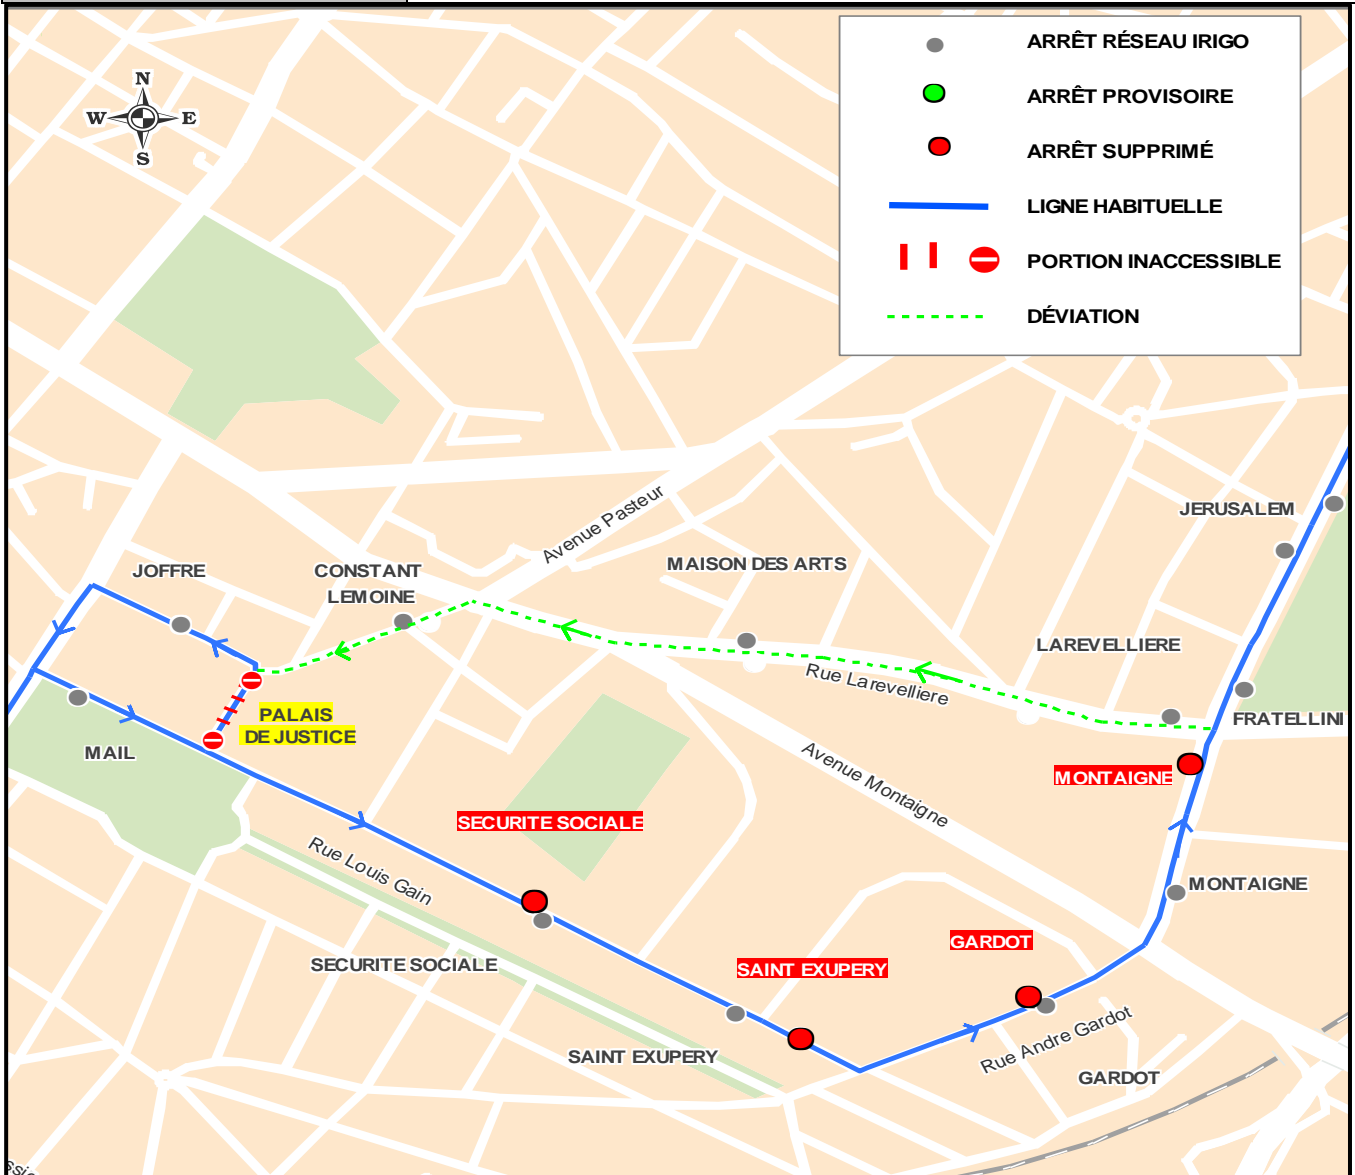 ARRÊT RÉSEAU IRIGO
ARRÊT PROVISOIRE
ARRÊT SUPPRIMÉ
LIGNE HABITUELLE
PORTION INACCESSIBLE
DÉVIATION
N
W E
S
JERUSALEM
Avenue Pasteur
MAISON DES ARTS
JOFFRE
CONSTANT
LEMOINE
LAREVELLIERE
Rue Larevelliere
FRATELLINI
PALAIS
DE JUSTICE
MAIL
Avenue Montaigne
MONTAIGNE
SECURITE SOCIALE
Rue Louis Gain
MONTAIGNE
GARDOT
SECURITE SOCIALE
SAINT EXUPERY
Rue Andre Gardot
SAINT EXUPERY
GARDOT